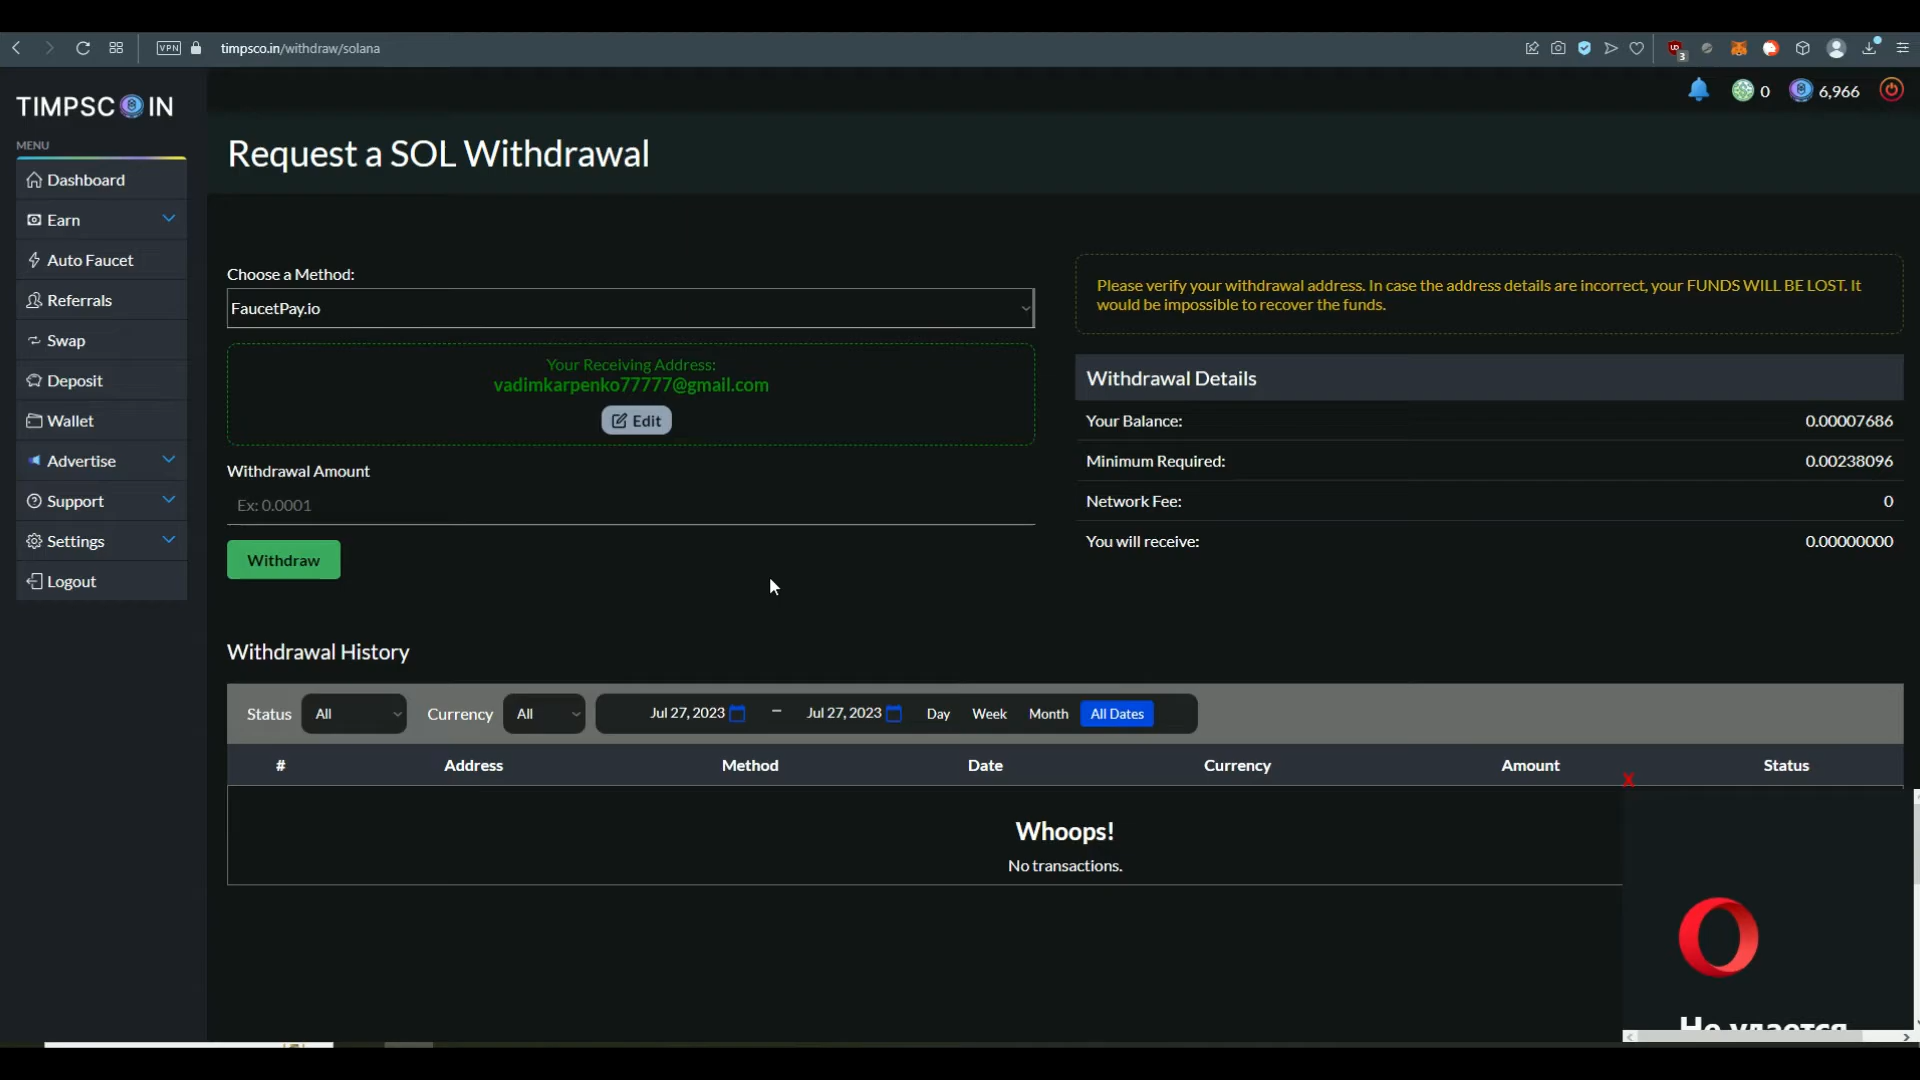 VPN
timpsco.in/withdraw/solana
3
TIMPSCOIN
0
6,966
MENU
Dashboard
Earn
Auto Faucet
Referrals
Swap
Deposit
Wallet
Advertise
Support
Settings
Logout
Request a SOL Withdrawal
Choose a Method:
FaucetPay.io
Your Receiving Address:
vadimkarpenko77777@gmail.com
Edit
Withdrawal Amount
Ex: 0.0001
Withdraw
Please verify your withdrawal address. In case the address details are incorrect, your FUNDS WILL BE LOST. It
would be impossible to recover the funds.
Withdrawal Details
Your Balance: 0.00007686
Minimum Required: 0.00238096
Network Fee: 0
You will receive: 0.00000000
Withdrawal History
Status All Currency All Jul 27, 2023 – Jul 27, 2023 Day Week Month All Dates
# Address Method Date Currency Amount Status
X
Whoops!
No transactions.
Не удается